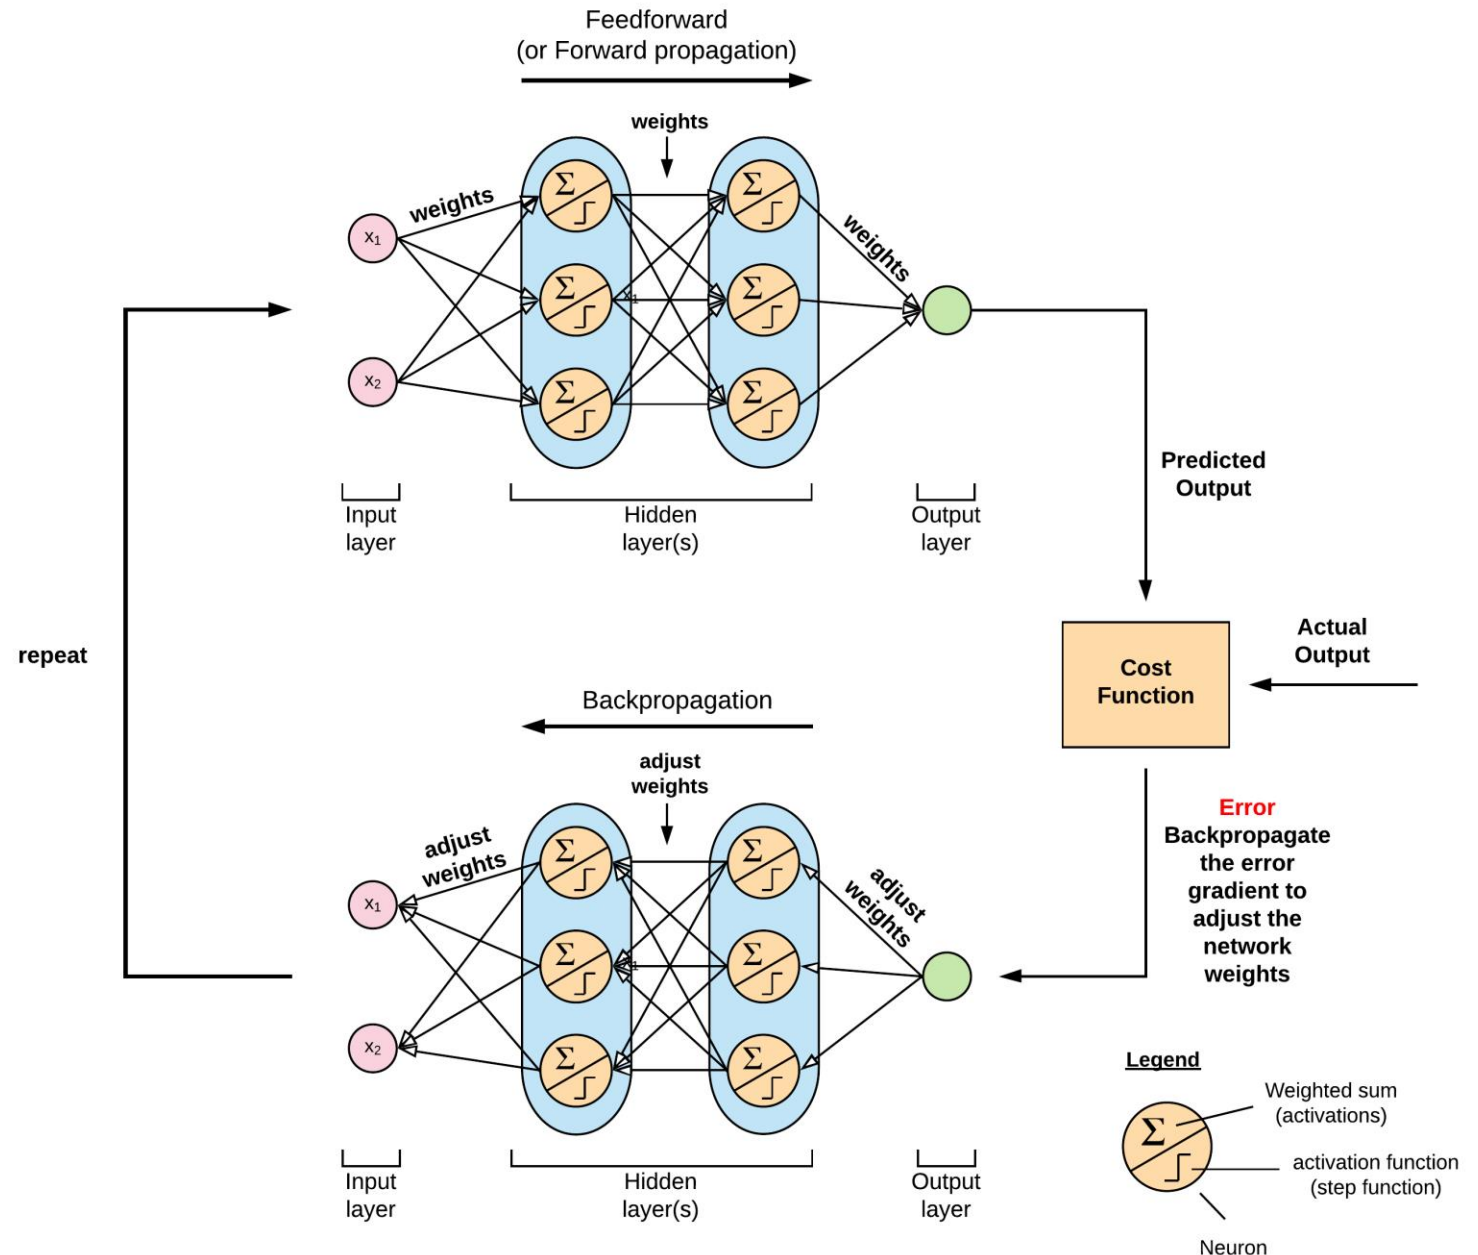 Feedforward
(or Forward propagation)
weights
weights
weights
x₁
Σ
Σ
Σ
Σ
x₁
Σ
Σ
x₂
Input
layer
Hidden
layer(s)
Output
layer
Predicted
Output
repeat
Cost
Function
Actual
Output
Backpropagation
adjust
weights
adjust
weights
adjust
weights
Error
Backpropagate
the error
gradient to
adjust the
network
weights
x₁
Σ
Σ
Σ
Σ
Σ
Σ
x₂
Input
layer
Hidden
layer(s)
Output
layer
Legend
Σ
Weighted sum
(activations)
activation function
(step function)
Neuron